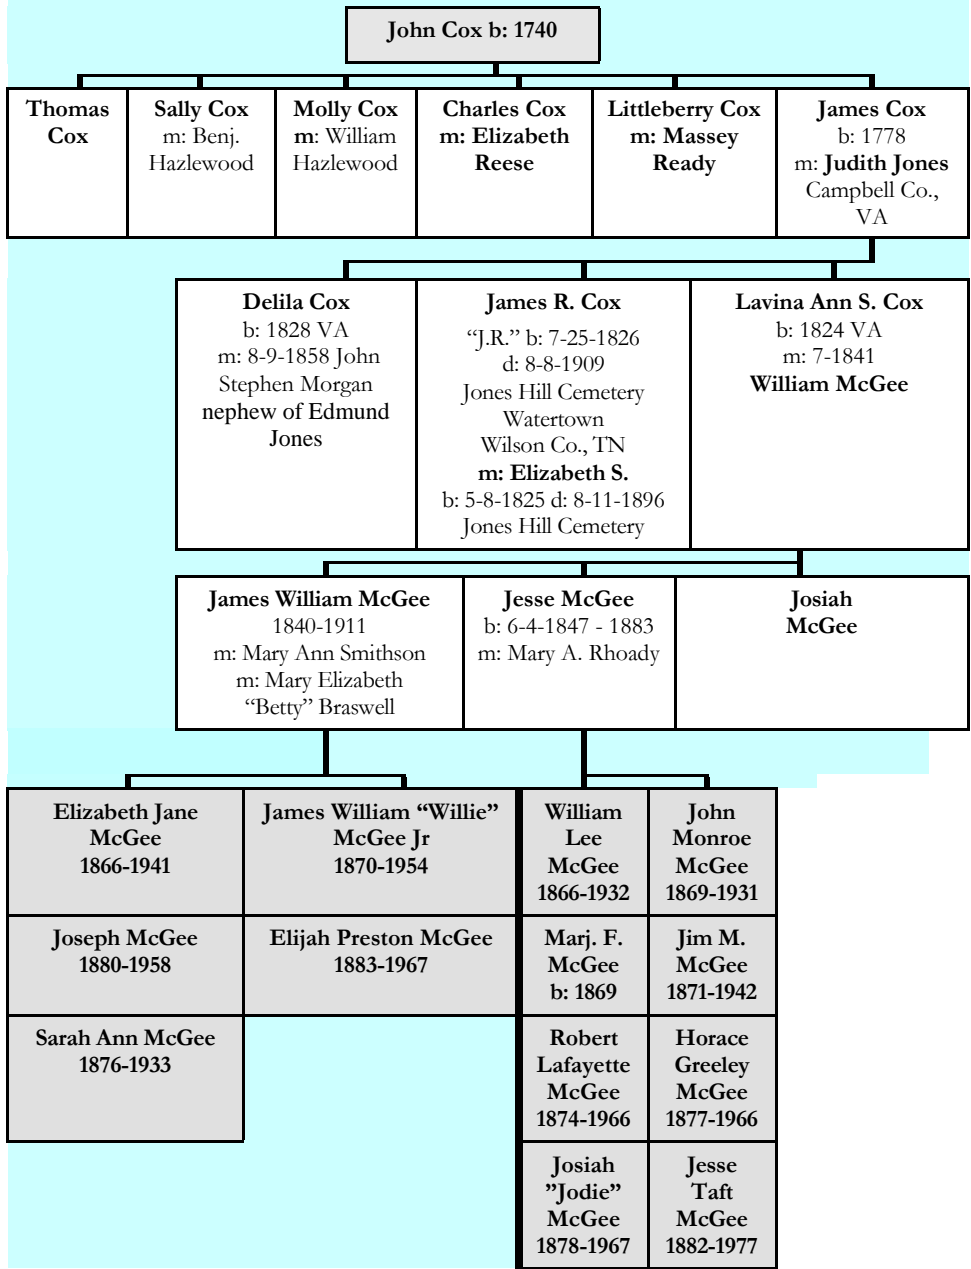 John Cox b: 1740
Thomas
Cox
Sally Cox
m: Benj.
Hazlewood
Molly Cox
m: William
Hazlewood
Charles Cox
m: Elizabeth
Reese
Littleberry Cox
m: Massey
Ready
James Cox
b: 1778
m: Judith Jones
Campbell Co.,
VA
Delila Cox
b: 1828 VA
m: 8-9-1858 John
Stephen Morgan
nephew of Edmund
Jones
James R. Cox
“J.R.” b: 7-25-1826
d: 8-8-1909
Jones Hill Cemetery
Watertown
Wilson Co., TN
m: Elizabeth S.
b: 5-8-1825 d: 8-11-1896
Jones Hill Cemetery
Lavina Ann S. Cox
b: 1824 VA
m: 7-1841
William McGee
James William McGee
1840-1911
m: Mary Ann Smithson
m: Mary Elizabeth
“Betty” Braswell
Jesse McGee
b: 6-4-1847 - 1883
m: Mary A. Rhoady
Josiah
McGee
Elizabeth Jane
McGee
1866-1941
James William “Willie”
McGee Jr
1870-1954
William
Lee
McGee
1866-1932
John
Monroe
McGee
1869-1931
Joseph McGee
1880-1958
Elijah Preston McGee
1883-1967
Marj. F.
McGee
b: 1869
Jim M.
McGee
1871-1942
Sarah Ann McGee
1876-1933
Robert
Lafayette
McGee
1874-1966
Horace
Greeley
McGee
1877-1966
Josiah
”Jodie”
McGee
1878-1967
Jesse
Taft
McGee
1882-1977